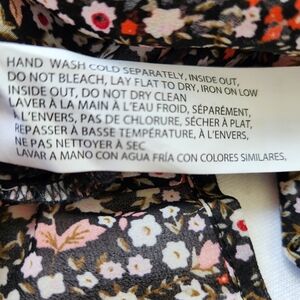 HAND WASH COLD SEPARATELY, INSIDE OUT,
DO NOT BLEACH, LAY FLAT TO DRY, IRON ON LOW
INSIDE OUT, DO NOT DRY CLEAN
LAVER À LA MAIN À L'EAU FROID, SÉPARÉMENT,
À L'ENVERS, PAS DE CHLORURE, SÉCHER À PLAT,
REPASSER À BASSE TEMPÉRATURE, À L'ENVERS,
NE PAS NETTOYER À SEC
LAVAR A MANO CON AGUA FRÍA CON COLORES SIMILARES,